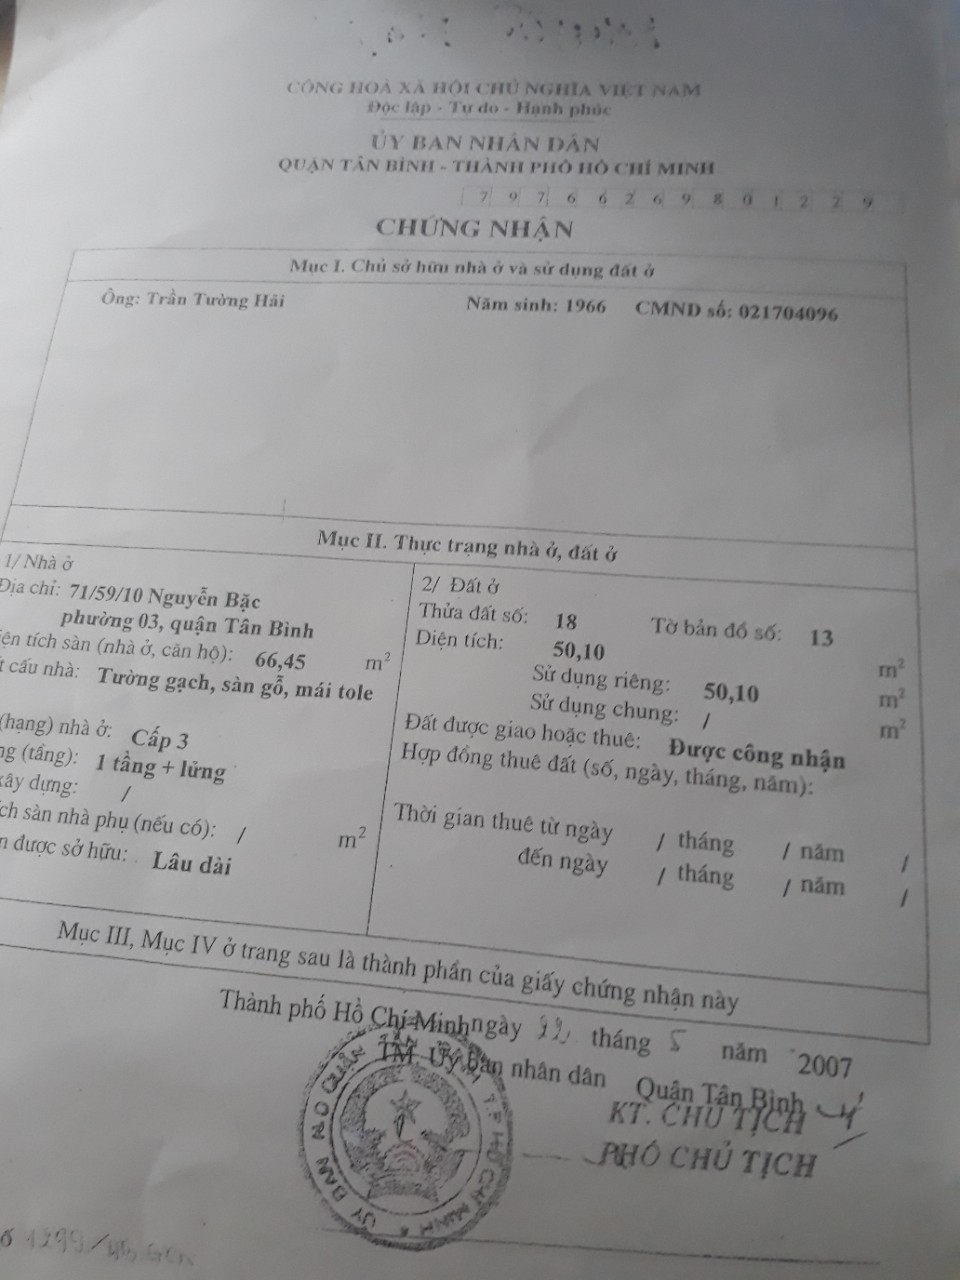 CỘNG HOÀ XÃ HỘI CHỦ NGHĨA VIỆT NAM
Độc lập - Tự do - Hạnh phúc
ỦY BAN NHÂN DÂN
QUẬN TÂN BÌNH - THÀNH PHỐ HỒ CHÍ MINH
7 9 7 6 6 2 6 9 8 0 1 2 2 9
CHỨNG NHẬN
Mục I. Chủ sở hữu nhà ở và sử dụng đất ở
Ông: Trần Tường Hải Năm sinh: 1966 CMND số: 021704096
Mục II. Thực trạng nhà ở, đất ở
1/ Nhà ở
Địa chỉ: 71/59/10 Nguyễn Bặc
phường 03, quận Tân Bình
ện tích sàn (nhà ở, căn hộ): 66,45 m²
t cấu nhà: Tường gạch, sàn gỗ, mái tole
(hạng) nhà ở: Cấp 3
ng (tầng): 1 tầng + lửng
xây dựng: /
ch sàn nhà phụ (nếu có): / m²
n được sở hữu: Lâu dài
2/ Đất ở
Thửa đất số: 18 Tờ bản đồ số: 13
Diện tích: 50,10 m²
Sử dụng riêng: 50,10 m²
Sử dụng chung: / m²
Đất được giao hoặc thuê: Được công nhận
Hợp đồng thuê đất (số, ngày, tháng, năm):
Thời gian thuê từ ngày / tháng / năm /
đến ngày / tháng / năm /
Mục III, Mục IV ở trang sau là thành phần của giấy chứng nhận này
Thành phố Hồ Chí Minh ngày 22 tháng 5 năm 2007
TM. Uỷ ban nhân dân Quận Tân Bình
KT. CHỦ TỊCH
PHÓ CHỦ TỊCH
ỦY BAN N D QUẬN TÂN BÌNH T.P HỒ CHÍ MINH